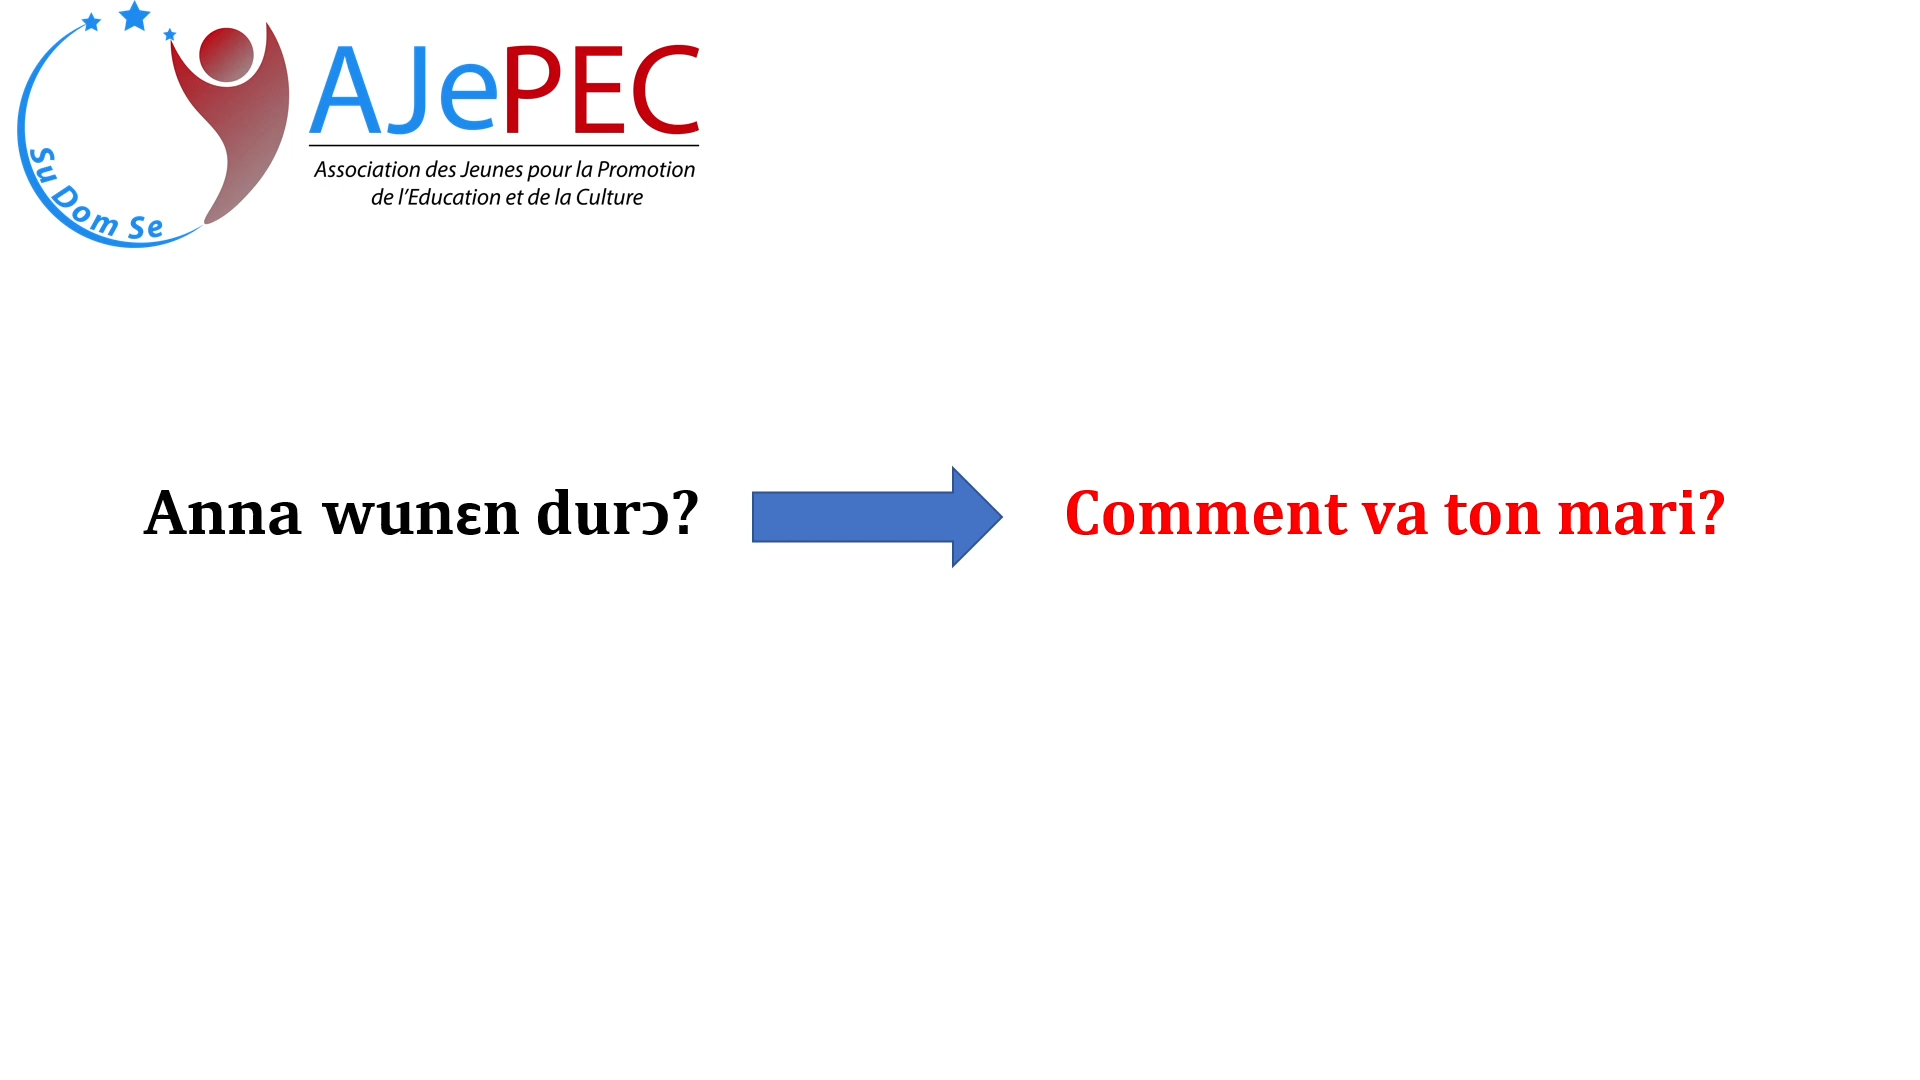 AJePEC
Association des Jeunes pour la Promotion
de l'Education et de la Culture
Su Dom Se
Anna wunɛn durɔ?
Comment va ton mari?